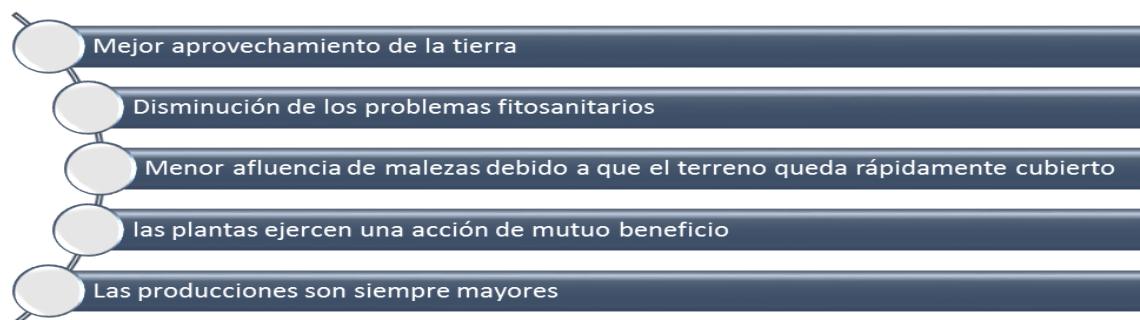 Mejor aprovechamiento de la tierra
Disminución de los problemas fitosanitarios
Menor afluencia de malezas debido a que el terreno queda rápidamente cubierto
las plantas ejercen una acción de mutuo beneficio
Las producciones son siempre mayores